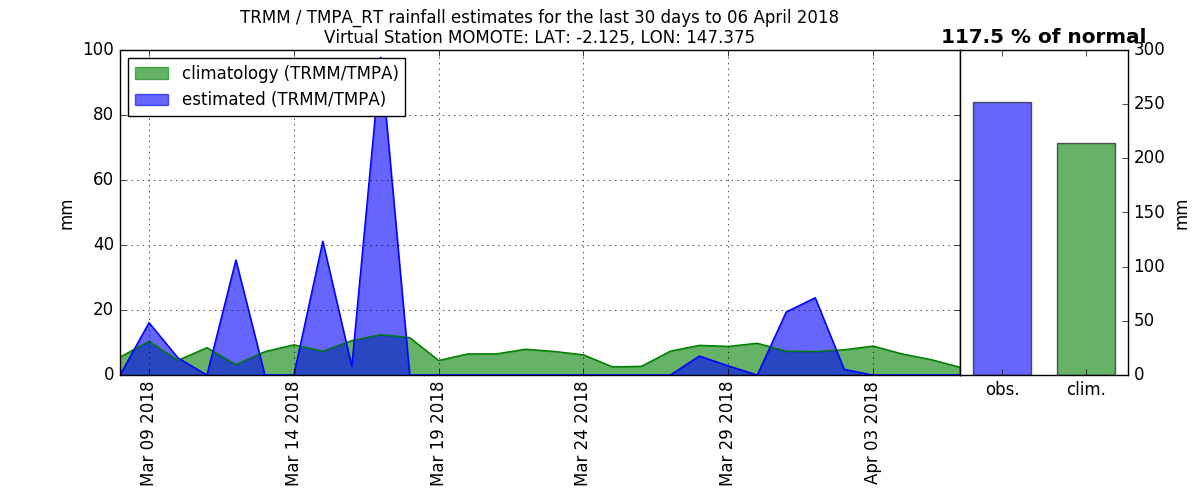 TRMM / TMPA_RT rainfall estimates for the last 30 days to 06 April 2018
Virtual Station MOMOTE: LAT: -2.125, LON: 147.375
117.5 % of normal
climatology (TRMM/TMPA)
estimated (TRMM/TMPA)
mm
100
80
60
40
20
0
Mar 09 2018
Mar 14 2018
Mar 19 2018
Mar 24 2018
Mar 29 2018
Apr 03 2018
obs.
clim.
300
250
200
150
100
50
0
mm